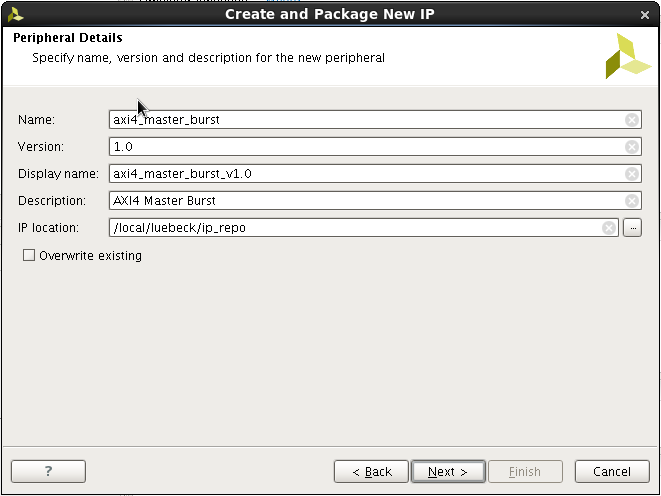 Create and Package New IP
Peripheral Details
Specify name, version and description for the new peripheral
Name: axi4_master_burst
Version: 1.0
Display name: axi4_master_burst_v1.0
Description: AXI4 Master Burst
IP location: /local/luebeck/ip_repo ...
Overwrite existing
? < Back Next > Finish Cancel